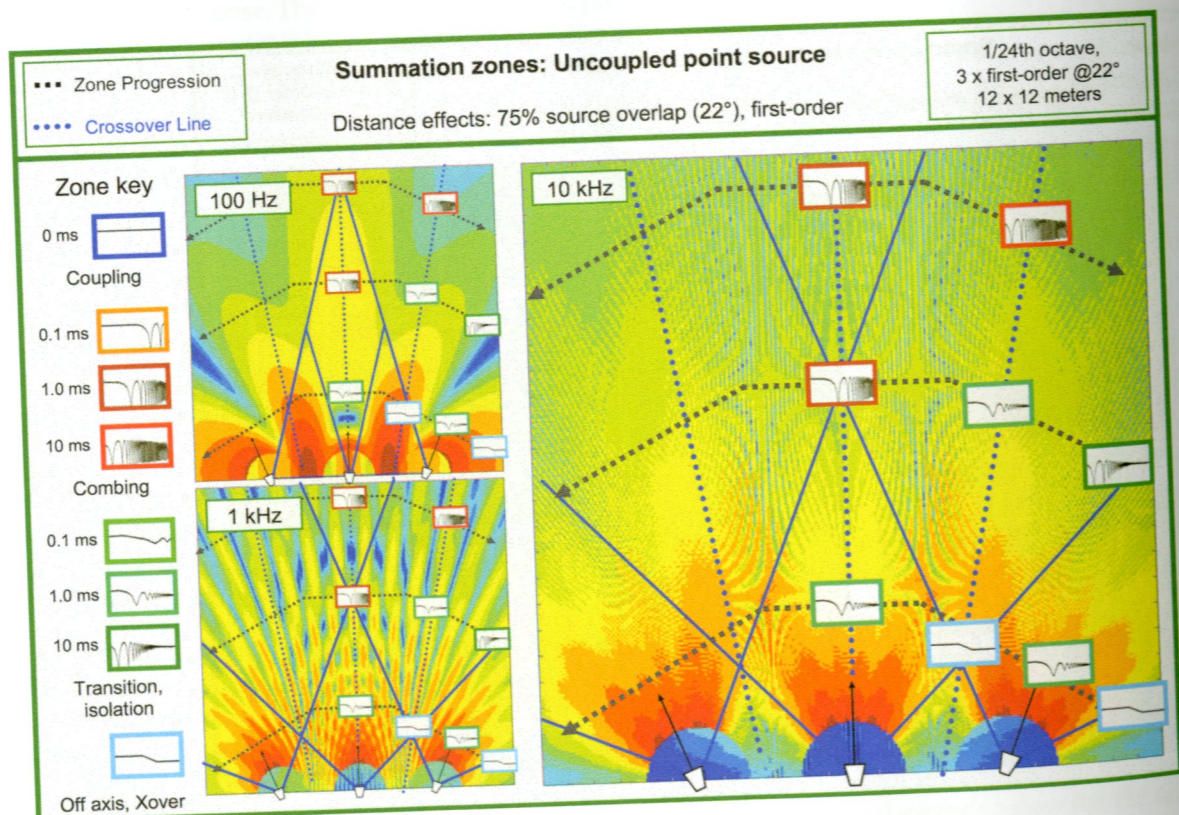 Zone Progression
Crossover Line
Summation zones: Uncoupled point source
Distance effects: 75% source overlap (22°), first-order
1/24th octave,
3 x first-order @22°
12 x 12 meters
Zone key
0 ms
Coupling
0.1 ms
1.0 ms
10 ms
Combing
0.1 ms
1.0 ms
10 ms
Transition,
isolation
Off axis, Xover
100 Hz
1 kHz
10 kHz